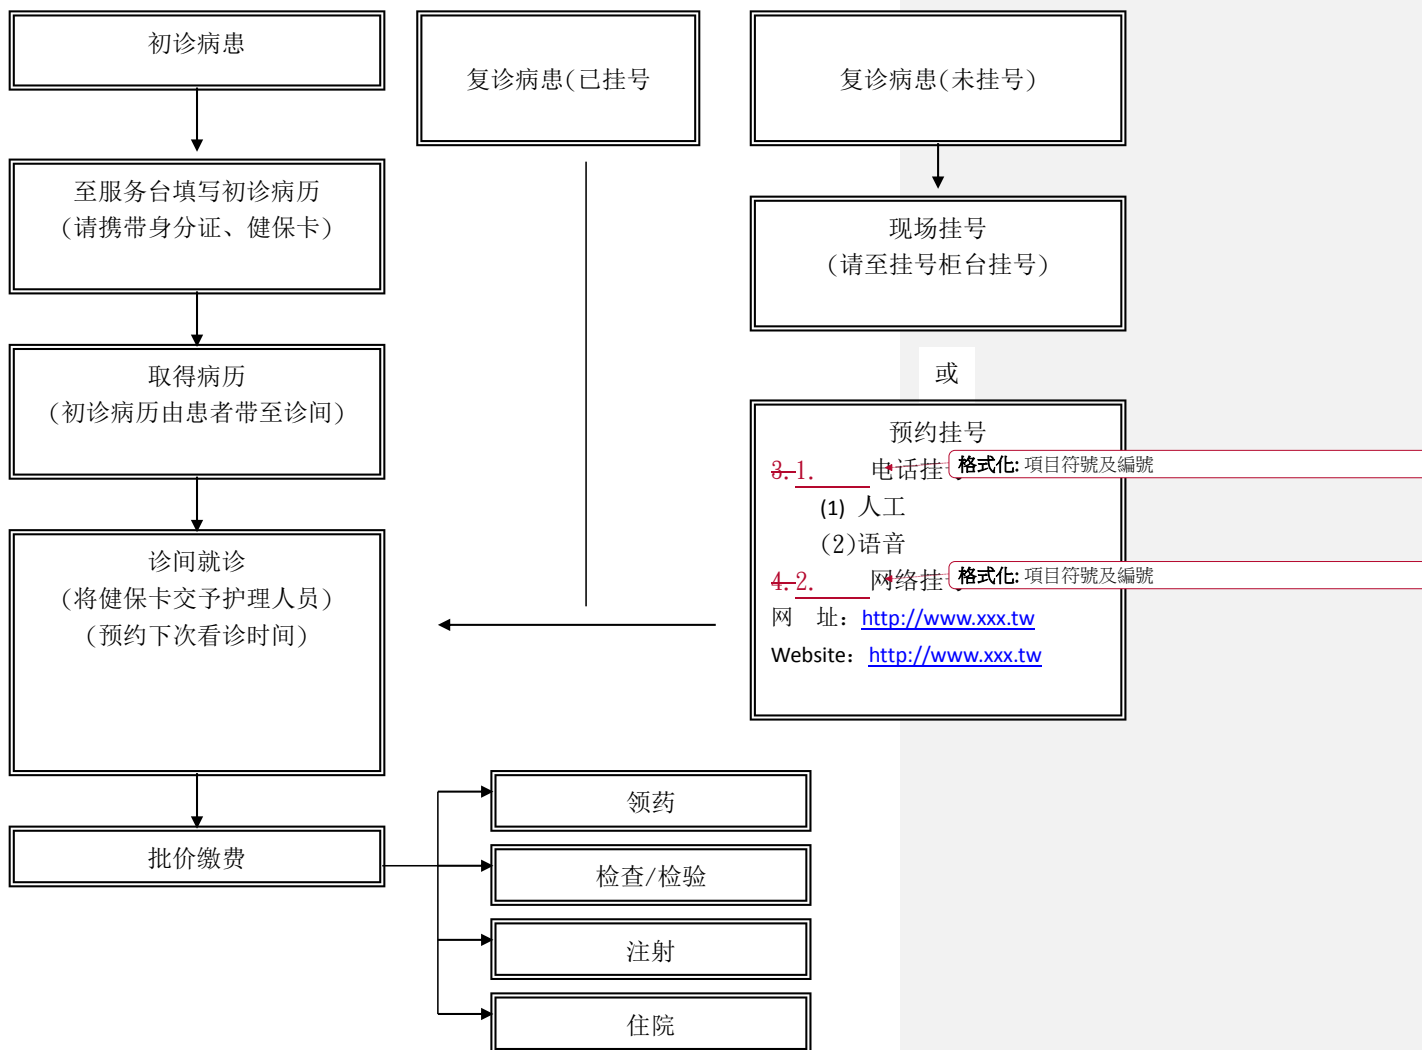 初诊病患
复诊病患(已挂号
复诊病患(未挂号)
至服务台填写初诊病历
(请携带身分证、健保卡)
现场挂号
(请至挂号柜台挂号)
取得病历
(初诊病历由患者带至诊间)
或
预约挂号
3.1. 电话挂
格式化: 項目符號及編號
(1) 人工
(2)语音
4.2. 网络挂
格式化: 項目符號及編號
网 址: http://www.xxx.tw
Website: http://www.xxx.tw
诊间就诊
(将健保卡交予护理人员)
(预约下次看诊时间)
批价缴费
领药
检查/检验
注射
住院